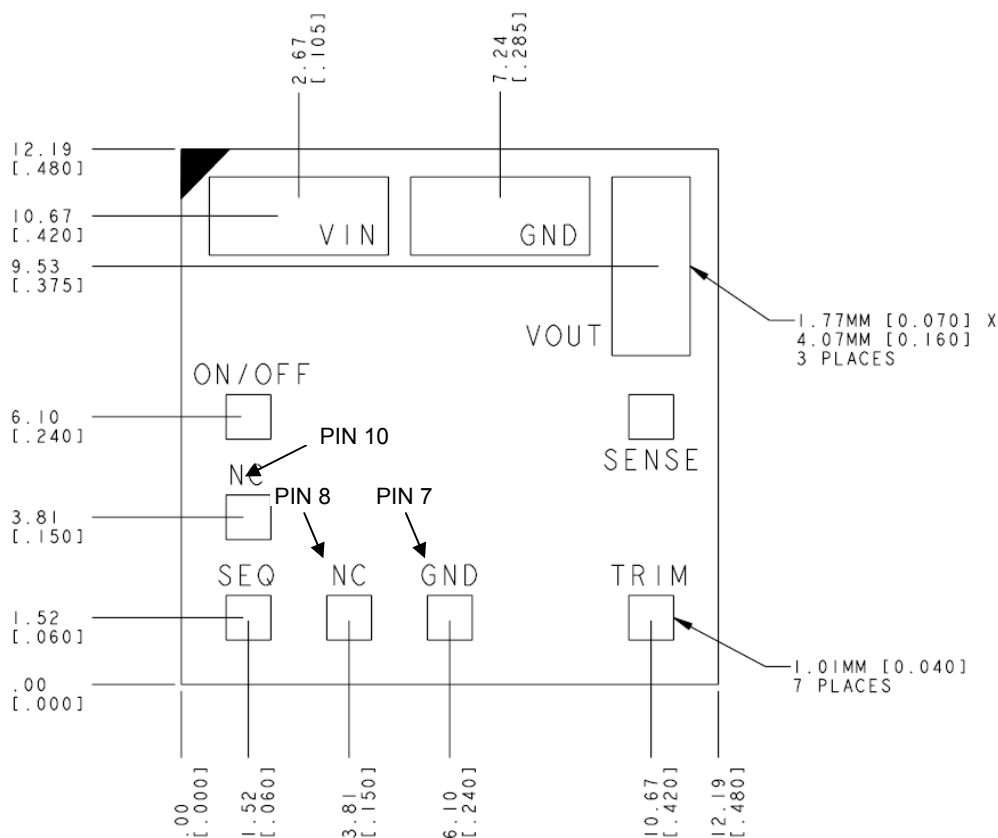 2.67
[.105]
7.24
[.285]
12.19
[.480]
10.67
[.420]
VIN
GND
9.53
[.375]
1.77MM [0.070] X
4.07MM [0.160]
3 PLACES
VOUT
ON/OFF
6.10
[.240]
PIN 10
SENSE
NC
PIN 8
PIN 7
3.81
[.150]
SEQ
NC
GND
TRIM
1.52
[.060]
1.01MM [0.040]
7 PLACES
.00
[.000]
.00
[.000]
1.52
[.060]
3.81
[.150]
6.10
[.240]
10.67
[.420]
12.19
[.480]